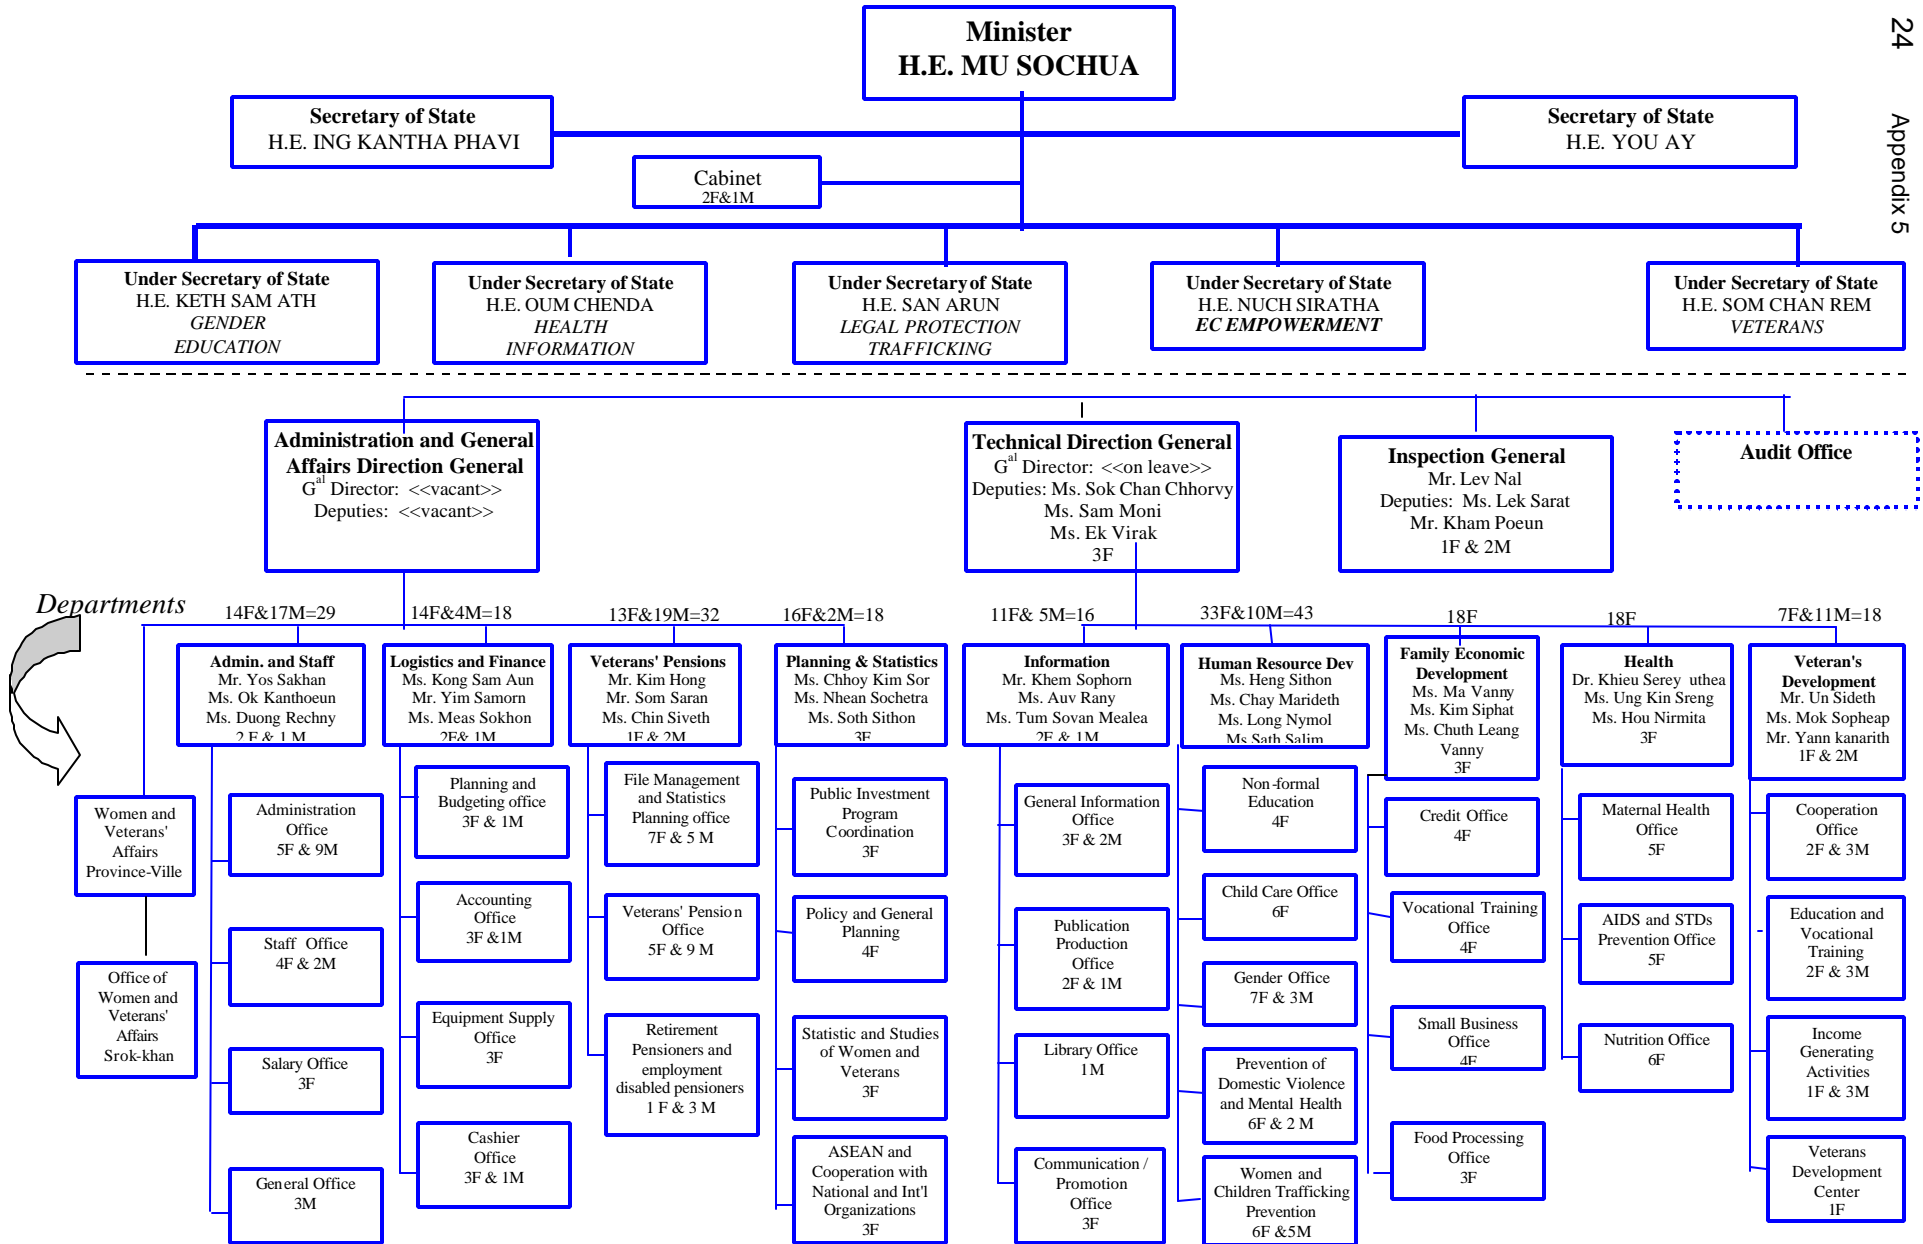 24 Appendix 5
Minister
H.E. MU SOCHUA
Secretary of State
H.E. ING KANTHA PHAVI
Secretary of State
H.E. YOU AY
Cabinet
2F&1M
Under Secretary of State
H.E. KETH SAM ATH
GENDER
EDUCATION
Under Secretary of State
H.E. OUM CHENDA
HEALTH
INFORMATION
Under Secretary of State
H.E. SAN ARUN
LEGAL PROTECTION
TRAFFICKING
Under Secretary of State
H.E. NUCH SIRATHA
EC EMPOWERMENT
Under Secretary of State
H.E. SOM CHAN REM
VETERANS
Administration and General
Affairs Direction General
Gal Director: <<vacant>>
Deputies: <<vacant>>
Technical Direction General
Gal Director: <<on leave>>
Deputies: Ms. Sok Chan Chhorvy
Ms. Sam Moni
Ms. Ek Virak
3F
Inspection General
Mr. Lev Nal
Deputies: Ms. Lek Sarat
Mr. Kham Poeun
1F & 2M
Audit Office
Departments
14F&17M=29
14F&4M=18
13F&19M=32
16F&2M=18
11F& 5M=16
33F&10M=43
18F
18F
7F&11M=18
Admin. and Staff
Mr. Yos Sakhan
Ms. Ok Kanthoeun
Ms. Duong Rechny
2 F & 1 M
Logistics and Finance
Ms. Kong Sam Aun
Mr. Yim Samorn
Ms. Meas Sokhon
2F& 1M
Veterans' Pensions
Mr. Kim Hong
Mr. Som Saran
Ms. Chin Siveth
1F & 2M
Planning & Statistics
Ms. Chhoy Kim Sor
Ms. Nhean Sochetra
Ms. Soth Sithon
3F
Information
Mr. Khem Sophorn
Ms. Auv Rany
Ms. Tum Sovan Mealea
2F & 1M
Human Resource Dev
Ms. Heng Sithon
Ms. Chay Marideth
Ms. Long Nymol
Ms Sath Salim
Family Economic
Development
Ms. Ma Vanny
Ms. Kim Siphat
Ms. Chuth Leang
Vanny
3F
Health
Dr. Khieu Serey uthea
Ms. Ung Kin Sreng
Ms. Hou Nirmita
3F
Veteran's
Development
Mr. Un Sideth
Ms. Mok Sopheap
Mr. Yann kanarith
1F & 2M
Women and
Veterans'
Affairs
Province-Ville
Office of
Women and
Veterans'
Affairs
Srok-khan
Administration
Office
5F & 9M
Staff Office
4F & 2M
Salary Office
3F
General Office
3M
Planning and
Budgeting office
3F & 1M
Accounting
Office
3F &1M
Equipment Supply
Office
3F
Cashier
Office
3F & 1M
File Management
and Statistics
Planning office
7F & 5 M
Veterans' Pension
Office
5F & 9 M
Retirement
Pensioners and
employment
disabled pensioners
1 F & 3 M
Public Investment
Program
Coordination
3F
Policy and General
Planning
4F
Statistic and Studies
of Women and
Veterans
3F
ASEAN and
Cooperation with
National and Int'l
Organizations
3F
General Information
Office
3F & 2M
Publication
Production
Office
2F & 1M
Library Office
1M
Communication /
Promotion
Office
3F
Non-formal
Education
4F
Child Care Office
6F
Gender Office
7F & 3M
Prevention of
Domestic Violence
and Mental Health
6F & 2 M
Women and
Children Trafficking
Prevention
6F &5M
Credit Office
4F
Vocational Training
Office
4F
Small Business
Office
4F
Food Processing
Office
3F
Maternal Health
Office
5F
AIDS and STDs
Prevention Office
5F
Nutrition Office
6F
Cooperation
Office
2F & 3M
Education and
Vocational
Training
2F & 3M
Income
Generating
Activities
1F & 3M
Veterans
Development
Center
1F